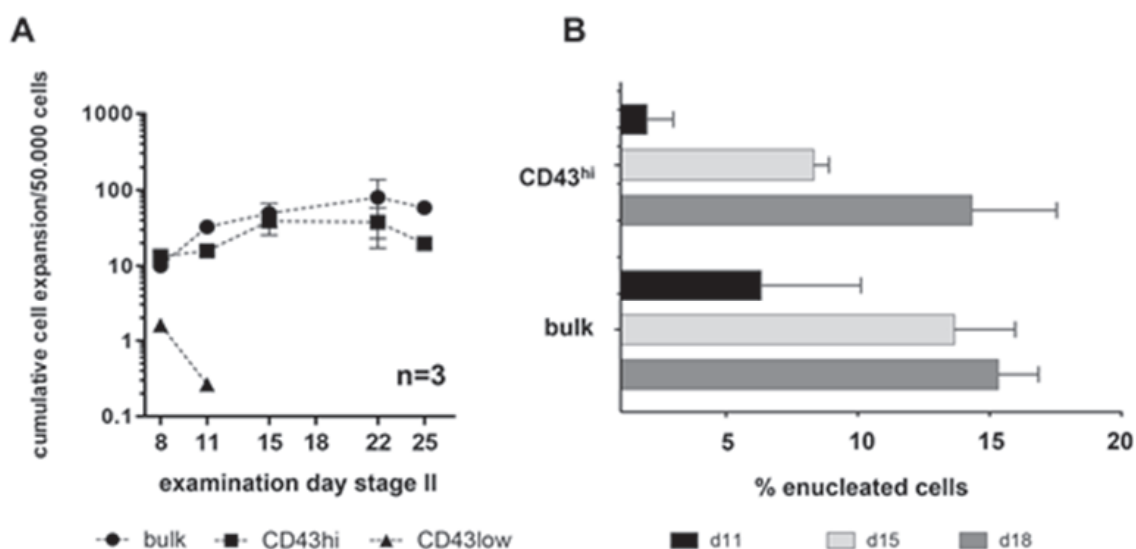 A
B
cumulative cell expansion/50.000 cells
1000
100
10
1
0.1
n=3
8 11 15 18 22 25
examination day stage II
bulk CD43hi CD43low
CD43hi
bulk
5 10 15 20
% enucleated cells
d11 d15 d18